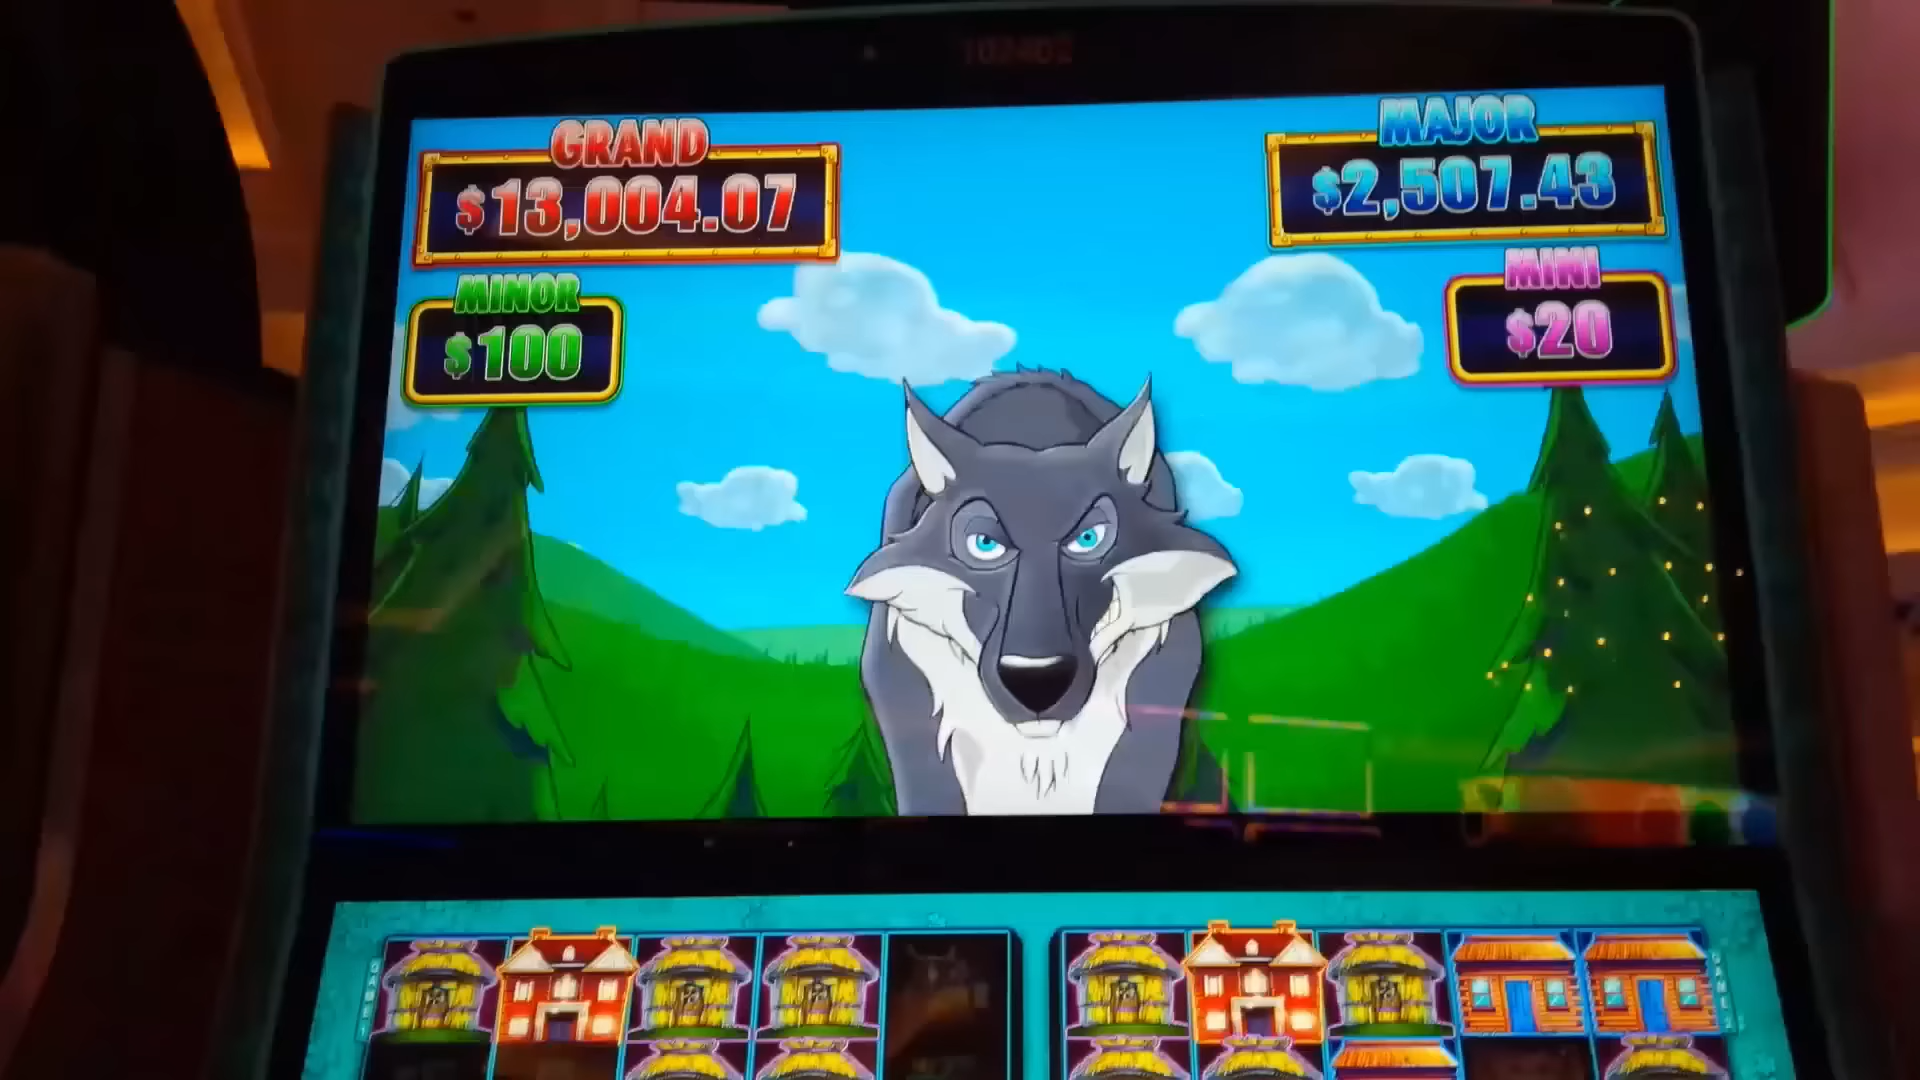 GRAND
$13,004.07
MAJOR
$2,507.43
MINOR
$100
MINI
$20